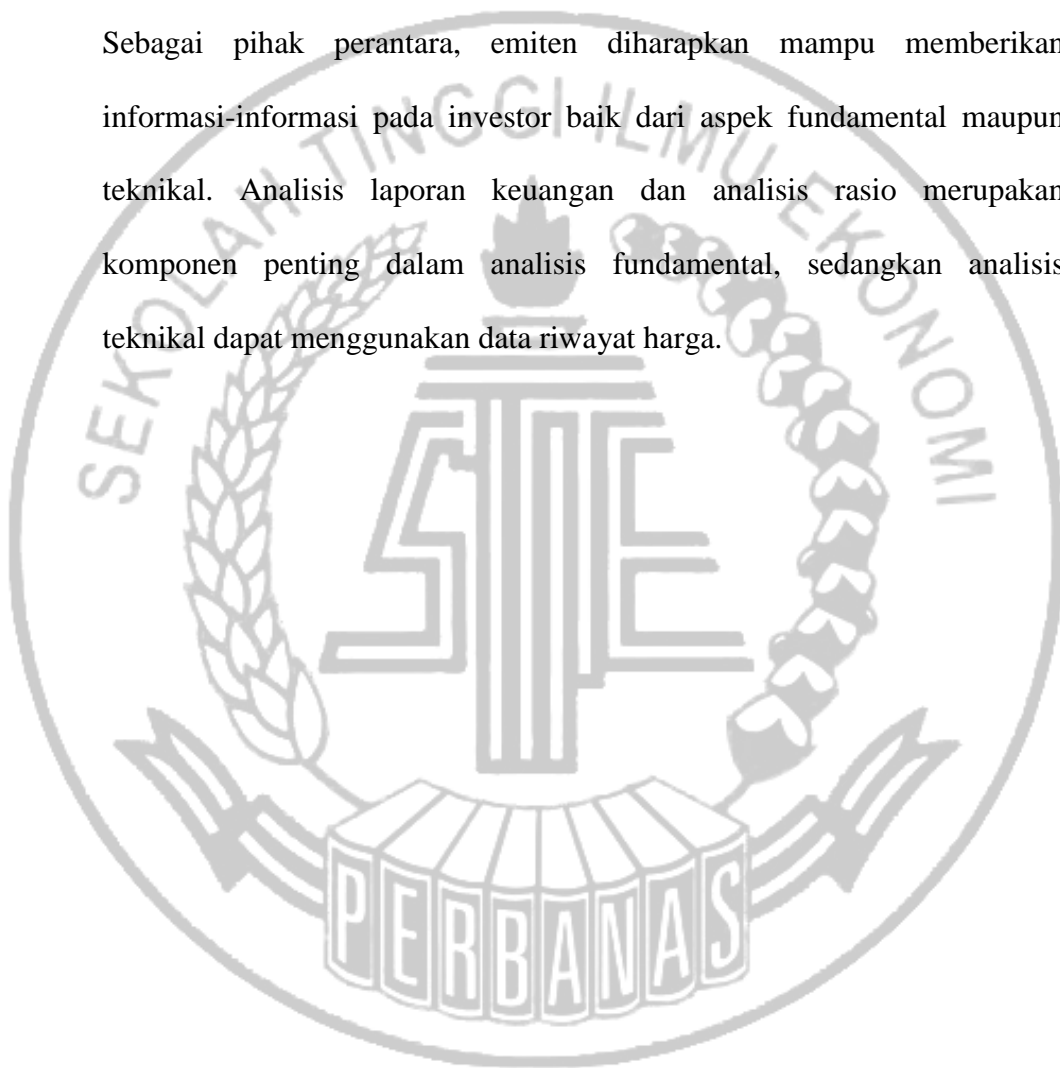 Sebagai pihak perantara, emiten diharapkan mampu memberikan
informasi-informasi pada investor baik dari aspek fundamental maupun
teknikal. Analisis laporan keuangan dan analisis rasio merupakan
komponen penting dalam analisis fundamental, sedangkan analisis
teknikal dapat menggunakan data riwayat harga.
SEKOLAH TINGGI ILMU EKONOMI
STIE
PERBANAS